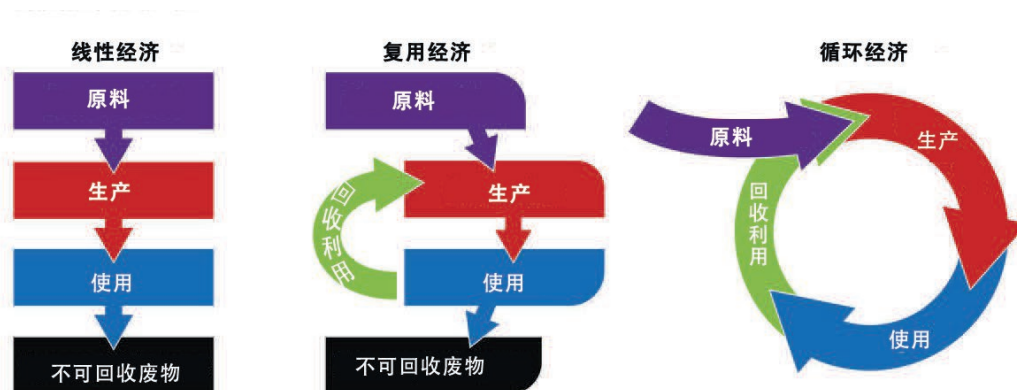 线性经济
原料
生产
使用
不可回收废物
复用经济
原料
生产
回收利用
使用
不可回收废物
循环经济
原料
生产
回收利用
使用